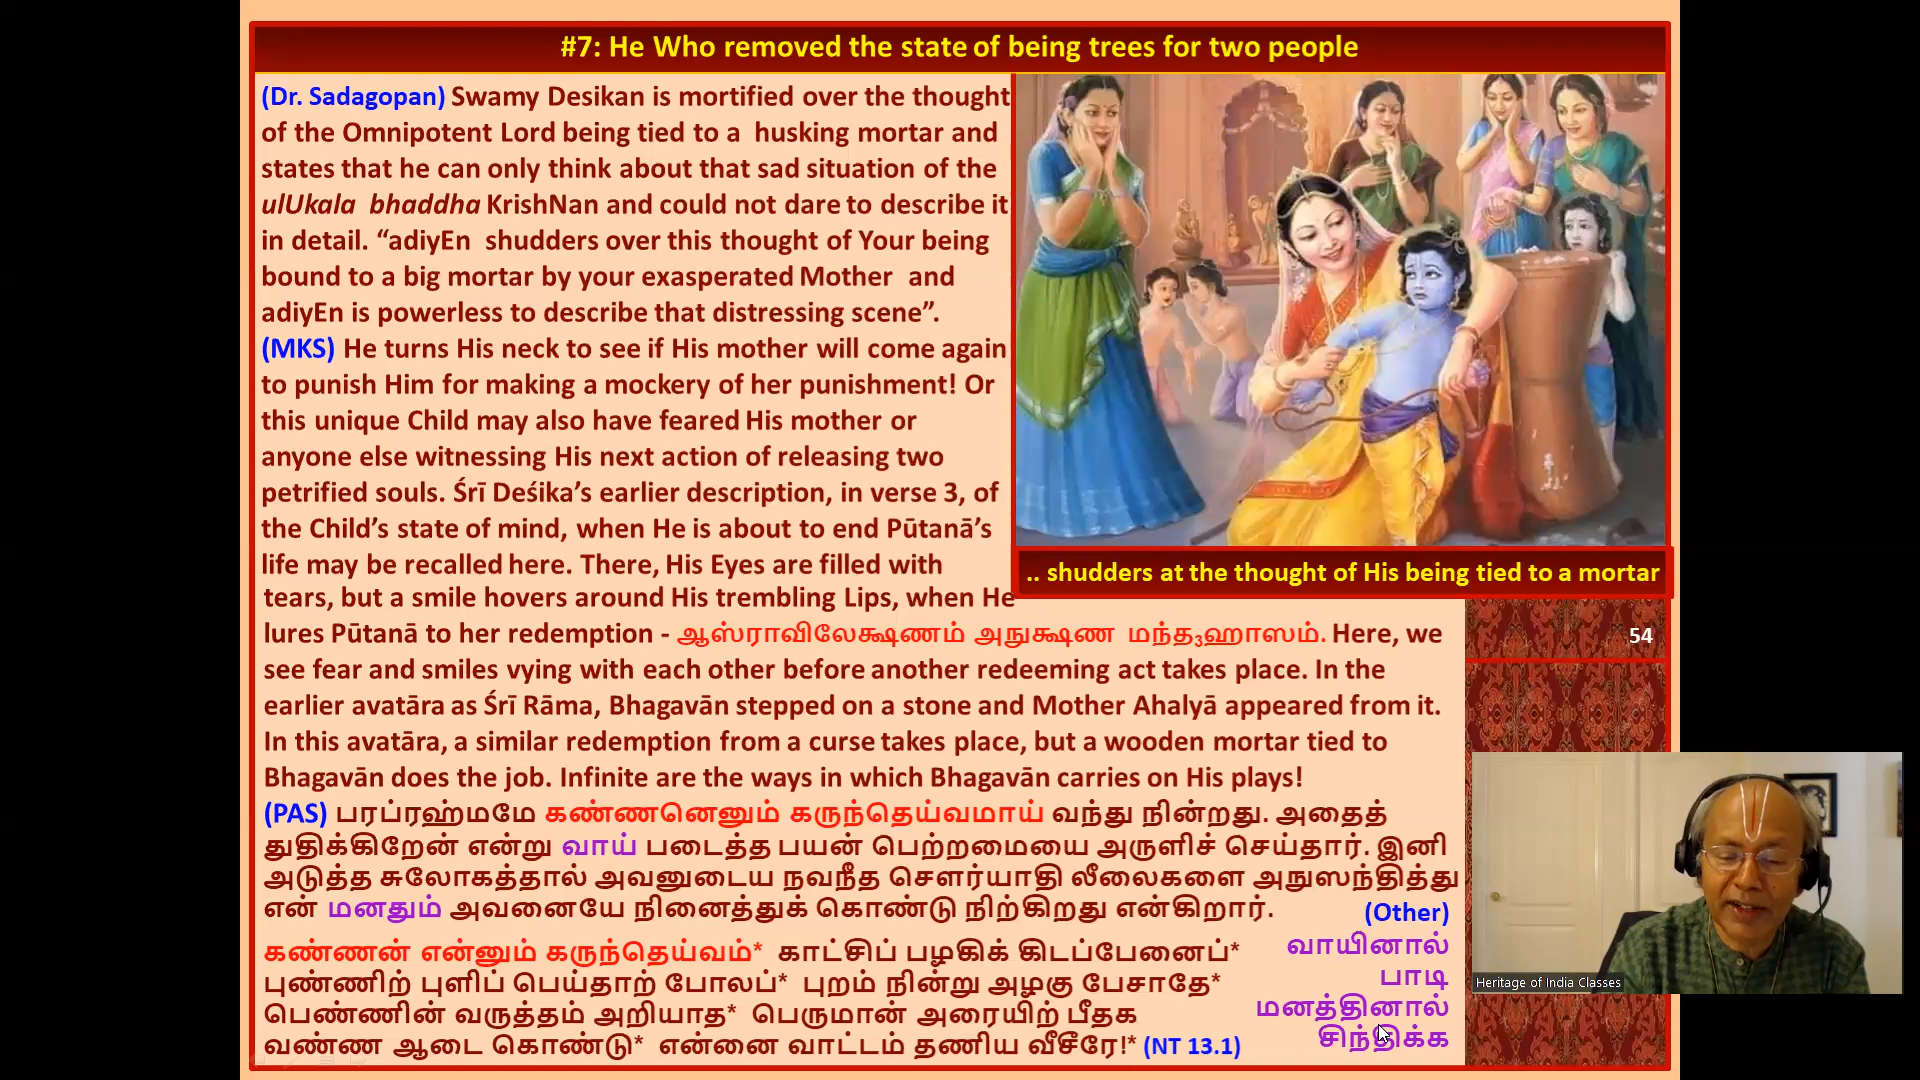 #7: He Who removed the state of being trees for two people
(Dr. Sadagopan) Swamy Desikan is mortified over the thought
of the Omnipotent Lord being tied to a husking mortar and
states that he can only think about that sad situation of the
ulUkala bhaddha KrishNan and could not dare to describe it
in detail. “adiyEn shudders over this thought of Your being
bound to a big mortar by your exasperated Mother and
adiyEn is powerless to describe that distressing scene”.
(MKS) He turns His neck to see if His mother will come again
to punish Him for making a mockery of her punishment! Or
this unique Child may also have feared His mother or
anyone else witnessing His next action of releasing two
petrified souls. Śrī Deśika’s earlier description, in verse 3, of
the Child’s state of mind, when He is about to end Pūtanā’s
life may be recalled here. There, His Eyes are filled with
tears, but a smile hovers around His trembling Lips, when He
lures Pūtanā to her redemption - ஆஸ்ராவிலேக்ஷணம் அநுக்ஷண மந்த₃ஹாஸம். Here, we
see fear and smiles vying with each other before another redeeming act takes place. In the
earlier avatāra as Śrī Rāma, Bhagavān stepped on a stone and Mother Ahalyā appeared from it.
In this avatāra, a similar redemption from a curse takes place, but a wooden mortar tied to
Bhagavān does the job. Infinite are the ways in which Bhagavān carries on His plays!
(PAS) பரப்ரஹ்மமே கண்ணனெனும் கருந்தெய்வமாய் வந்து நின்றது. அதைத்
துதிக்கிறேன் என்று வாய் படைத்த பயன் பெற்றமையை அருளிச் செய்தார். இனி
அடுத்த சுலோகத்தால் அவனுடைய நவநீத சௌர்யாதி லீலைகளை அநுஸந்தித்து
என் மனதும் அவனையே நினைத்துக் கொண்டு நிற்கிறது என்கிறார்.
கண்ணன் என்னும் கருந்தெய்வம்* காட்சிப் பழகிக் கிடப்பேனைப்*
புண்ணிற் புளிப் பெய்தாற் போலப்* புறம் நின்று அழகு பேசாதே*
பெண்ணின் வருத்தம் அறியாத* பெருமான் அரையிற் பீதக
வண்ண ஆடை கொண்டு* என்னை வாட்டம் தணிய வீசீரே!* (NT 13.1)
(Other)
வாயினால்
பாடி
மனத்தினால்
சிந்திக்க
.. shudders at the thought of His being tied to a mortar
54
Heritage of India Classes